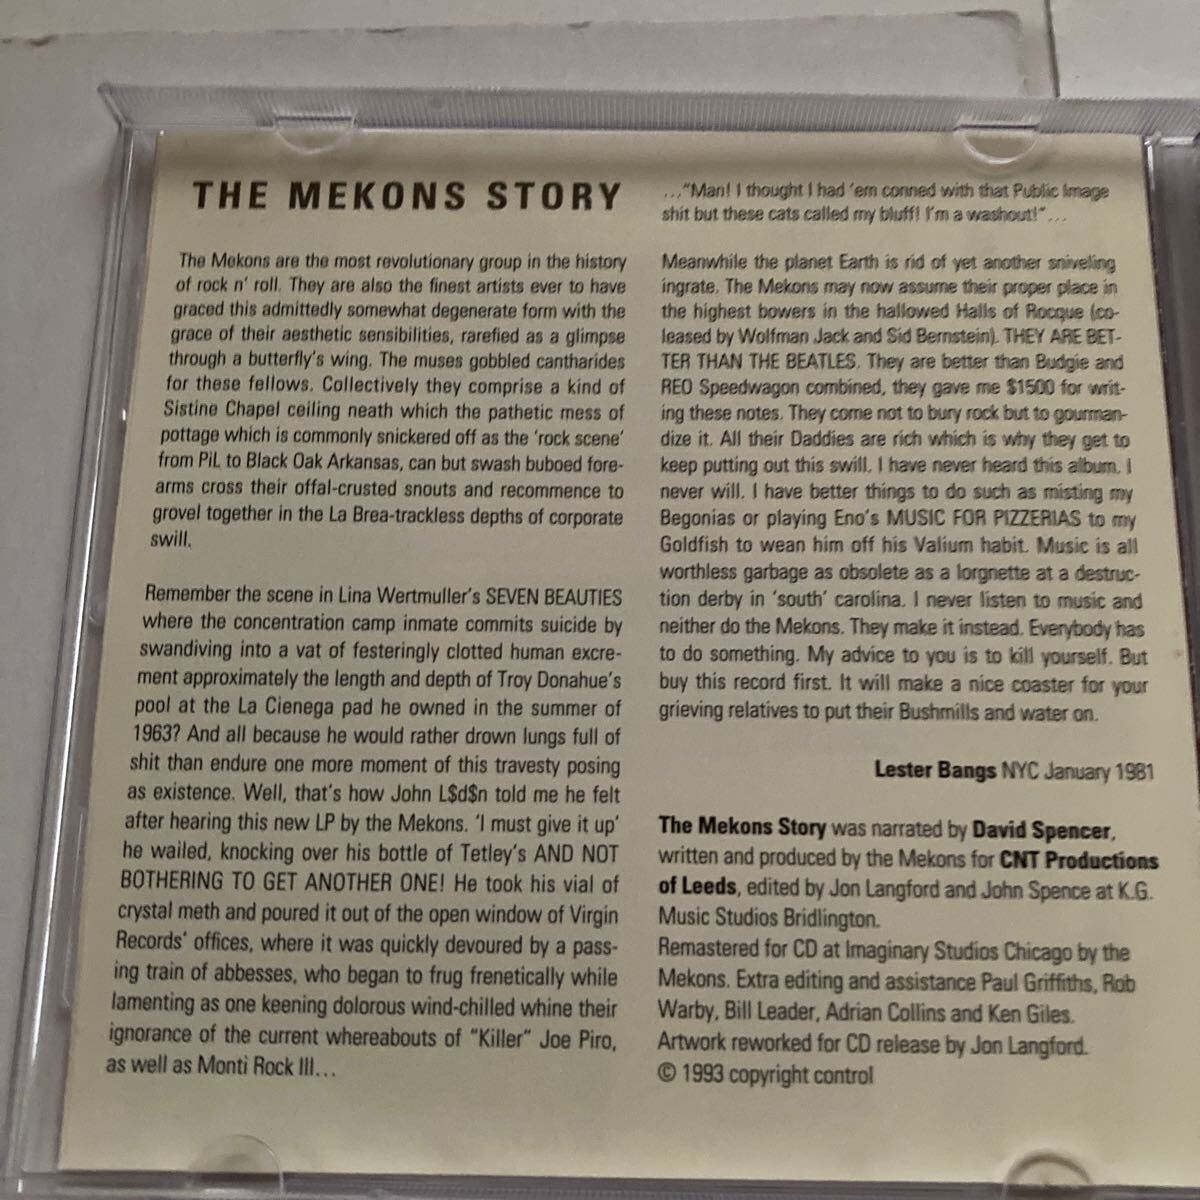 THE MEKONS STORY
The Mekons are the most revolutionary group in the history
of rock n' roll. They are also the finest artists ever to have
graced this admittedly somewhat degenerate form with the
grace of their aesthetic sensibilities, rarefied as a glimpse
through a butterfly's wing. The muses gobbled cantharides
for these fellows. Collectively they comprise a kind of
Sistine Chapel ceiling neath which the pathetic mess of
pottage which is commonly snickered off as the 'rock scene'
from PiL to Black Oak Arkansas, can but swash buboed fore-
arms cross their offal-crusted snouts and recommence to
grovel together in the La Brea-trackless depths of corporate
swill.
Remember the scene in Lina Wertmuller's SEVEN BEAUTIES
where the concentration camp inmate commits suicide by
swandiving into a vat of festeringly clotted human excre-
ment approximately the length and depth of Troy Donahue's
pool at the La Cienega pad he owned in the summer of
1963? And all because he would rather drown lungs full of
shit than endure one more moment of this travesty posing
as existence. Well, that's how John L$d$n told me he felt
after hearing this new LP by the Mekons. 'I must give it up'
he wailed, knocking over his bottle of Tetley's AND NOT
BOTHERING TO GET ANOTHER ONE! He took his vial of
crystal meth and poured it out of the open window of Virgin
Records' offices, where it was quickly devoured by a pass-
ing train of abbesses, who began to frug frenetically while
lamenting as one keening dolorous wind-chilled whine their
ignorance of the current whereabouts of "Killer" Joe Piro,
as well as Monti Rock III...
..."Man! I thought I had 'em conned with that Public Image
shit but these cats called my bluff! I'm a washout!"...
Meanwhile the planet Earth is rid of yet another sniveling
ingrate. The Mekons may now assume their proper place in
the highest bowers in the hallowed Halls of Rocque (co-
leased by Wolfman Jack and Sid Bernstein). THEY ARE BET-
TER THAN THE BEATLES. They are better than Budgie and
REO Speedwagon combined, they gave me $1500 for writ-
ing these notes. They come not to bury rock but to gourman-
dize it. All their Daddies are rich which is why they get to
keep putting out this swill. I have never heard this album. I
never will. I have better things to do such as misting my
Begonias or playing Eno's MUSIC FOR PIZZERIAS to my
Goldfish to wean him off his Valium habit. Music is all
worthless garbage as obsolete as a lorgnette at a destruc-
tion derby in 'south' carolina. I never listen to music and
neither do the Mekons. They make it instead. Everybody has
to do something. My advice to you is to kill yourself. But
buy this record first. It will make a nice coaster for your
grieving relatives to put their Bushmills and water on.
Lester Bangs NYC January 1981
The Mekons Story was narrated by David Spencer,
written and produced by the Mekons for CNT Productions
of Leeds, edited by Jon Langford and John Spence at K.G.
Music Studios Bridlington.
Remastered for CD at Imaginary Studios Chicago by the
Mekons. Extra editing and assistance Paul Griffiths, Rob
Warby, Bill Leader, Adrian Collins and Ken Giles.
Artwork reworked for CD release by Jon Langford.
© 1993 copyright control